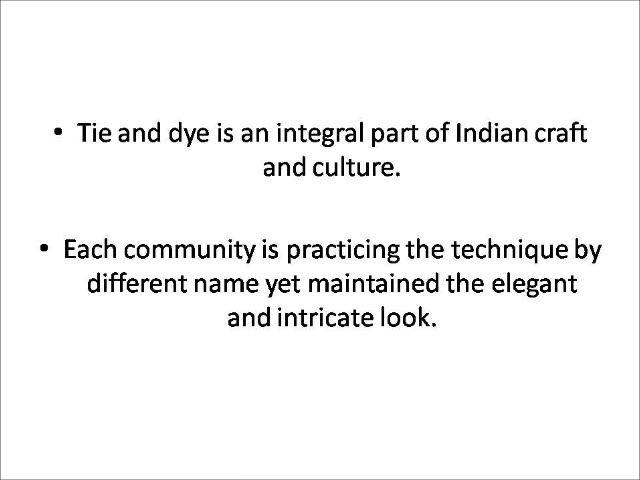 • Tie and dye is an integral part of Indian craft
and culture.
• Each community is practicing the technique by
different name yet maintained the elegant
and intricate look.